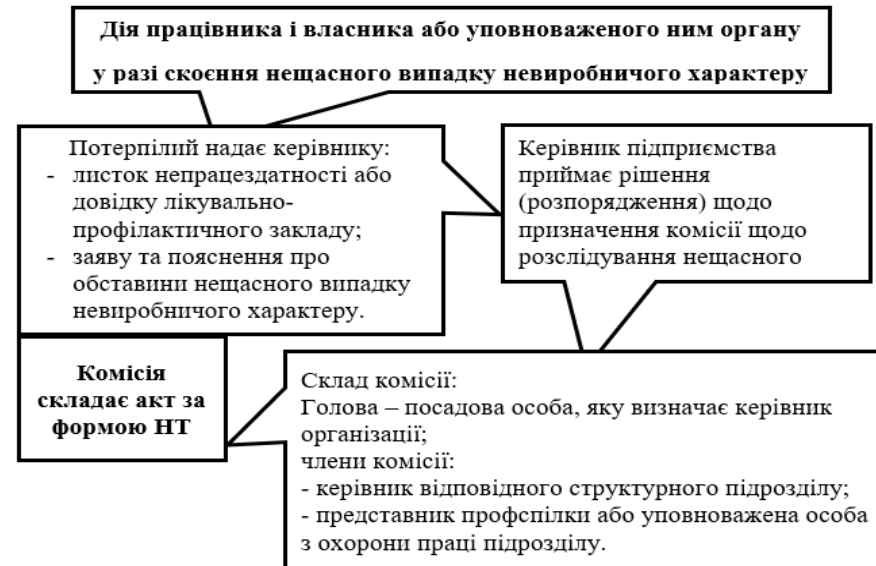 Дія працівника і власника або уповноваженого ним органу
у разі скоєння нещасного випадку невиробничого характеру
Потерпілий надає керівнику:
- листок непрацездатності або
довідку лікувально-
профілактичного закладу;
- заяву та пояснення про
обставини нещасного випадку
невиробничого характеру.
Керівник підприємства
приймає рішення
(розпорядження) щодо
призначення комісії щодо
розслідування нещасного
Комісія
складає акт за
формою НТ
Склад комісії:
Голова – посадова особа, яку визначає керівник
організації;
члени комісії:
- керівник відповідного структурного підрозділу;
- представник профспілки або уповноважена особа
з охорони праці підрозділу.